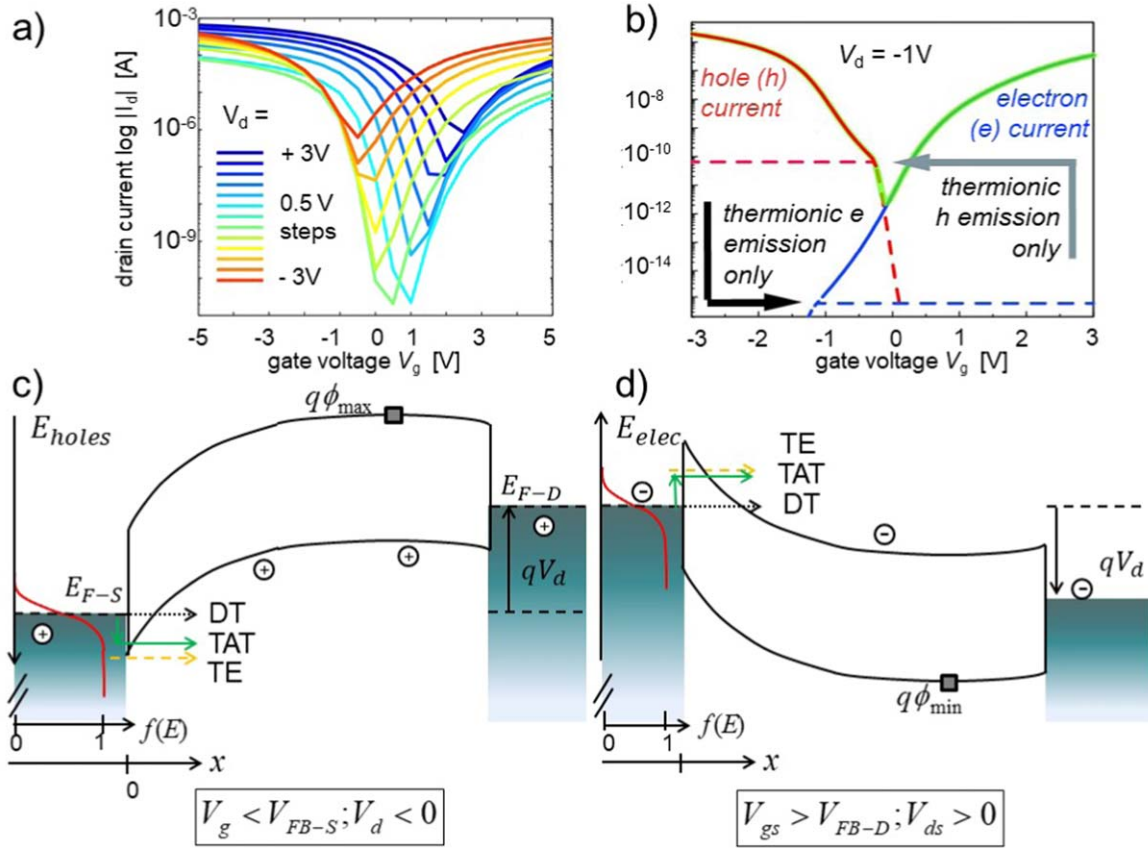 a)
drain current log |I_d| [A]
10^-3
10^-6
10^-9
V_d =
+ 3V
0.5 V
steps
- 3V
-5
-3
-1
0
1
3
5
gate voltage V_g [V]
b)
V_d = -1V
hole (h)
current
electron
(e) current
10^-8
10^-10
10^-12
10^-14
thermionic e
emission
only
thermionic
h emission
only
-3
-2
-1
0
1
2
3
gate voltage V_g [V]
c)
E_holes
qϕ_max
E_F-D
qV_d
E_F-S
DT
TAT
TE
+
+
+
+
0
1
f(E)
x
0
V_g < V_FB-S; V_d < 0
d)
E_elec
TE
TAT
DT
-
-
-
qV_d
qϕ_min
0
1
f(E)
x
V_gs > V_FB-D; V_ds > 0